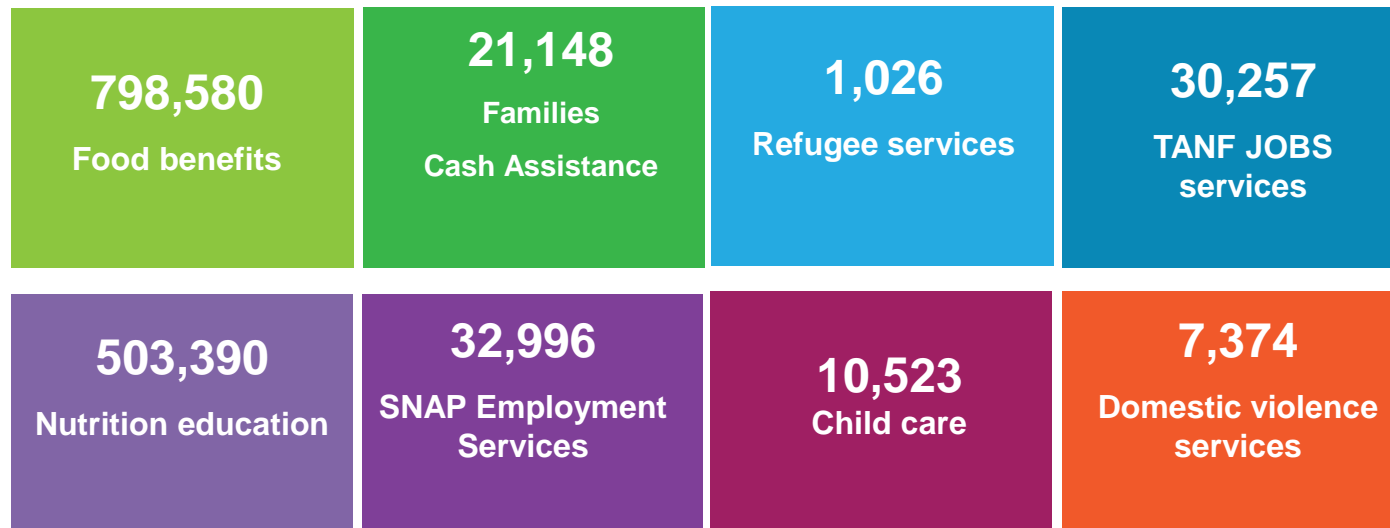 798,580
Food benefits
21,148
Families
Cash Assistance
1,026
Refugee services
30,257
TANF JOBS
services
503,390
Nutrition education
32,996
SNAP Employment
Services
10,523
Child care
7,374
Domestic violence
services